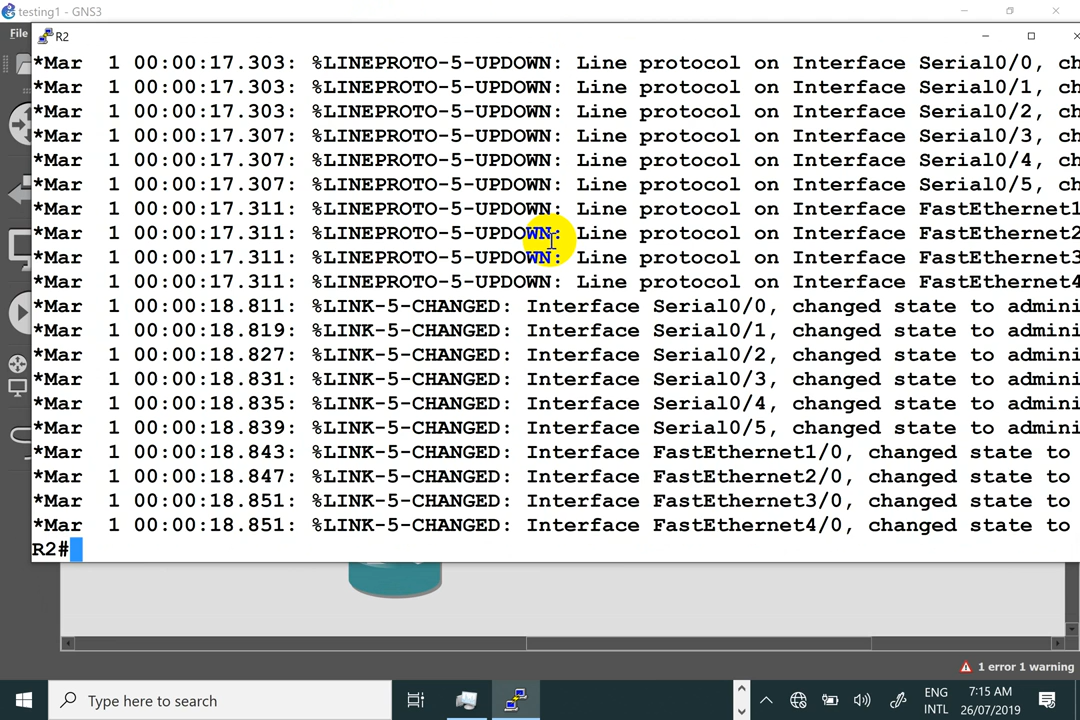 testing1 - GNS3
File
R2
*Mar  1 00:00:17.303: %LINEPROTO-5-UPDOWN: Line protocol on Interface Serial0/0, ch
*Mar  1 00:00:17.303: %LINEPROTO-5-UPDOWN: Line protocol on Interface Serial0/1, ch
*Mar  1 00:00:17.303: %LINEPROTO-5-UPDOWN: Line protocol on Interface Serial0/2, ch
*Mar  1 00:00:17.307: %LINEPROTO-5-UPDOWN: Line protocol on Interface Serial0/3, ch
*Mar  1 00:00:17.307: %LINEPROTO-5-UPDOWN: Line protocol on Interface Serial0/4, ch
*Mar  1 00:00:17.307: %LINEPROTO-5-UPDOWN: Line protocol on Interface Serial0/5, ch
*Mar  1 00:00:17.311: %LINEPROTO-5-UPDOWN: Line protocol on Interface FastEthernet1
*Mar  1 00:00:17.311: %LINEPROTO-5-UPDOWN: Line protocol on Interface FastEthernet2
*Mar  1 00:00:17.311: %LINEPROTO-5-UPDOWN: Line protocol on Interface FastEthernet3
*Mar  1 00:00:17.311: %LINEPROTO-5-UPDOWN: Line protocol on Interface FastEthernet4
*Mar  1 00:00:18.811: %LINK-5-CHANGED: Interface Serial0/0, changed state to admini
*Mar  1 00:00:18.819: %LINK-5-CHANGED: Interface Serial0/1, changed state to admini
*Mar  1 00:00:18.827: %LINK-5-CHANGED: Interface Serial0/2, changed state to admini
*Mar  1 00:00:18.831: %LINK-5-CHANGED: Interface Serial0/3, changed state to admini
*Mar  1 00:00:18.835: %LINK-5-CHANGED: Interface Serial0/4, changed state to admini
*Mar  1 00:00:18.839: %LINK-5-CHANGED: Interface Serial0/5, changed state to admini
*Mar  1 00:00:18.843: %LINK-5-CHANGED: Interface FastEthernet1/0, changed state to
*Mar  1 00:00:18.847: %LINK-5-CHANGED: Interface FastEthernet2/0, changed state to
*Mar  1 00:00:18.851: %LINK-5-CHANGED: Interface FastEthernet3/0, changed state to
*Mar  1 00:00:18.851: %LINK-5-CHANGED: Interface FastEthernet4/0, changed state to
R2#
1 error 1 warning
Type here to search
ENG
INTL
7:15 AM
26/07/2019